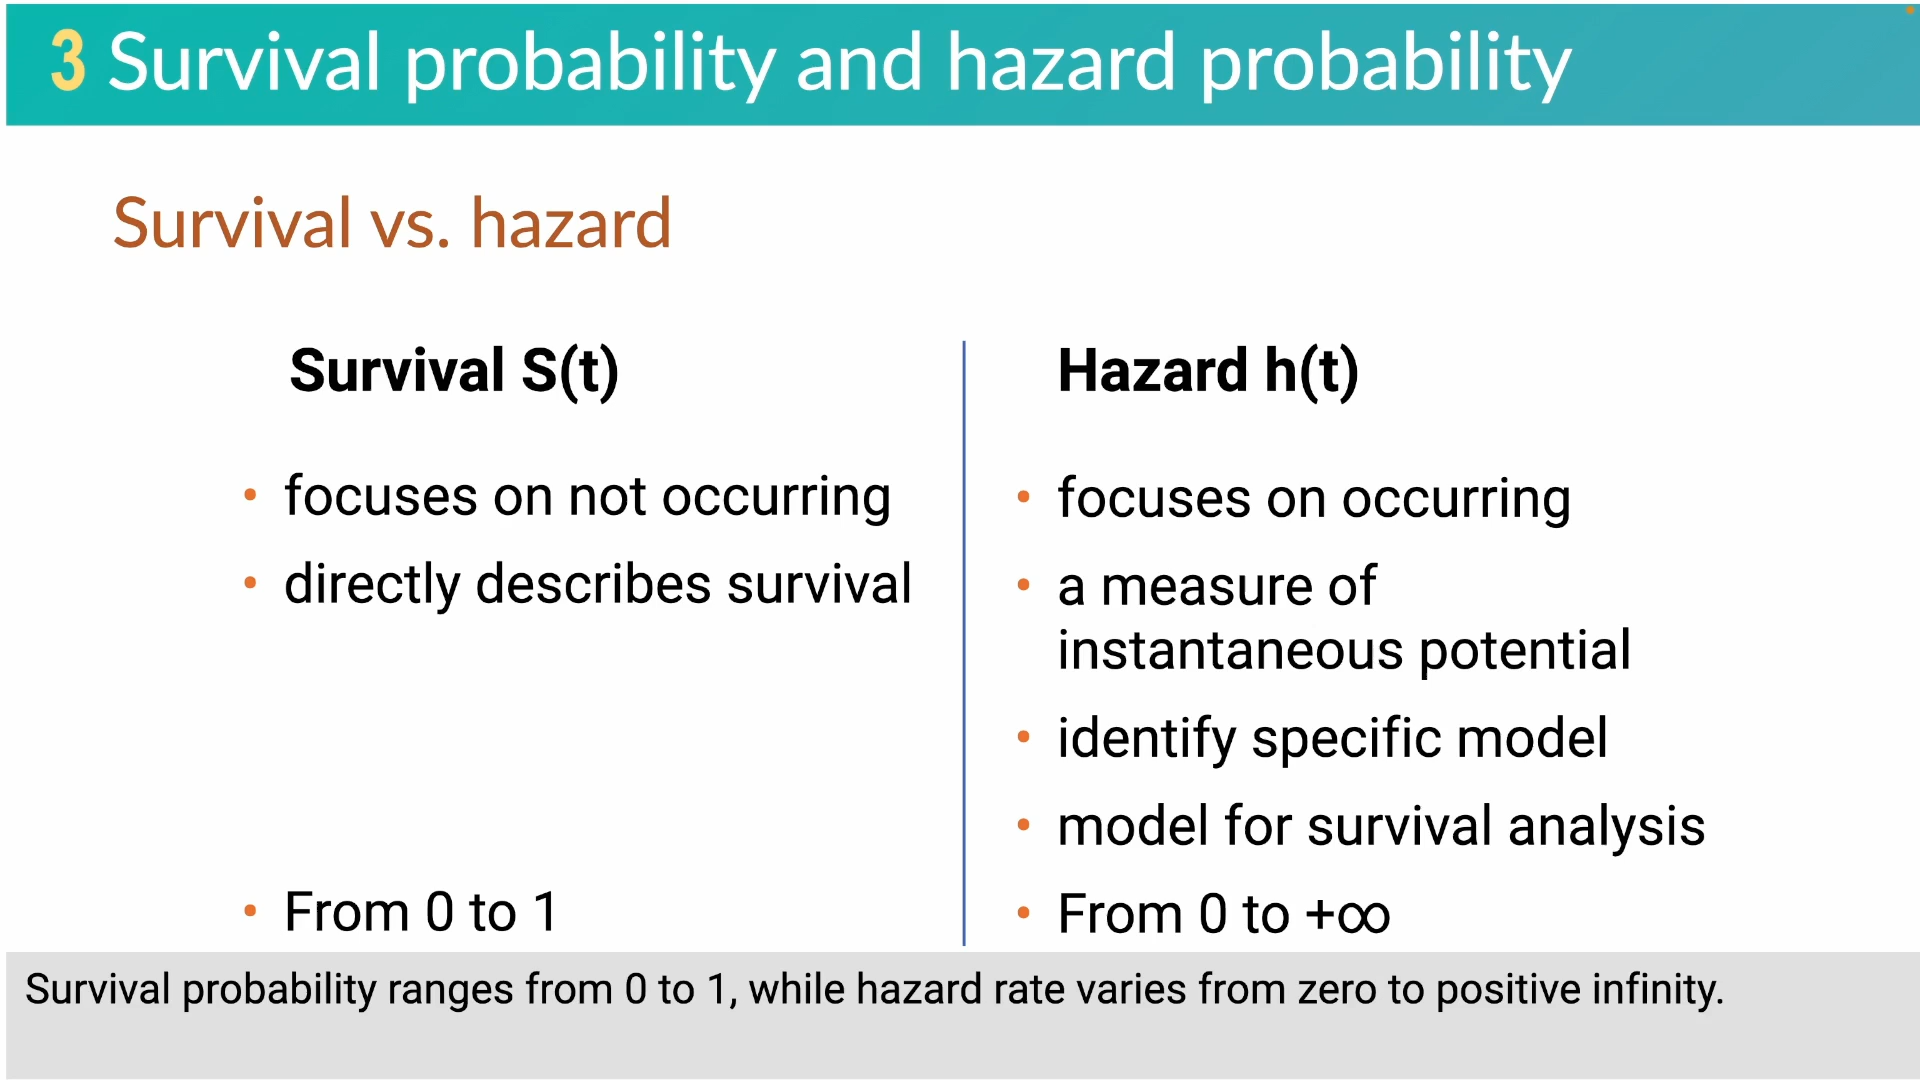 3 Survival probability and hazard probability
Survival vs. hazard
Survival S(t)
• focuses on not occurring
• directly describes survival
• From 0 to 1
Hazard h(t)
• focuses on occurring
• a measure of
instantaneous potential
• identify specific model
• model for survival analysis
• From 0 to +∞
Survival probability ranges from 0 to 1, while hazard rate varies from zero to positive infinity.